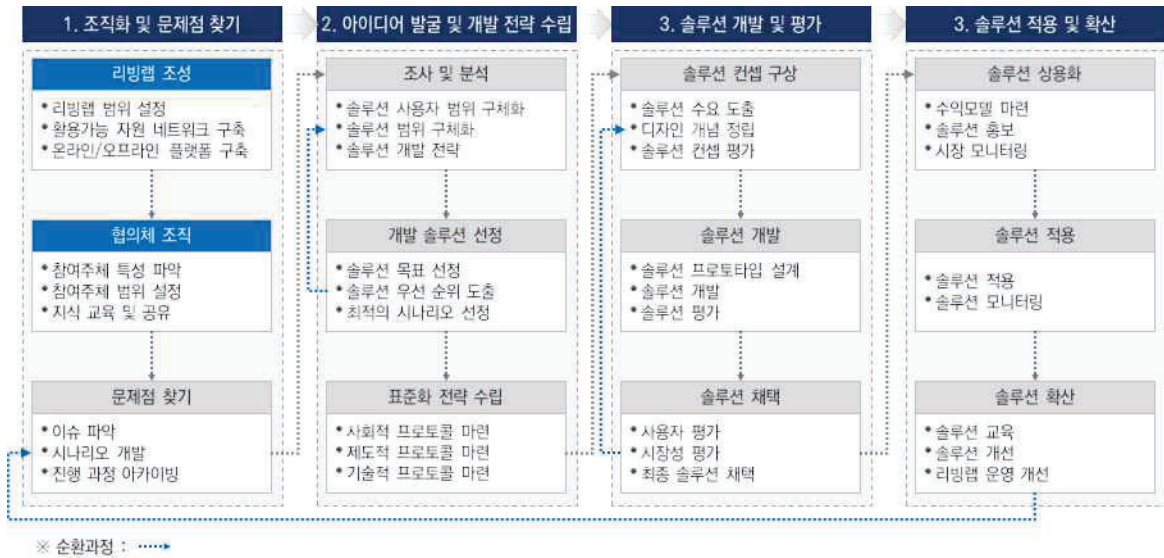 1. 조직화 및 문제점 찾기
리빙랩 조성
• 리빙랩 범위 설정
• 활용가능 자원 네트워크 구축
• 온라인/오프라인 플랫폼 구축
협의체 조직
• 참여주체 특성 파악
• 참여주체 범위 설정
• 지식 교육 및 공유
문제점 찾기
• 이슈 파악
• 시나리오 개발
• 진행 과정 아카이빙
2. 아이디어 발굴 및 개발 전략 수립
조사 및 분석
• 솔루션 사용자 범위 구체화
• 솔루션 범위 구체화
• 솔루션 개발 전략
개발 솔루션 선정
• 솔루션 목표 선정
• 솔루션 우선 순위 도출
• 최적의 시나리오 선정
표준화 전략 수립
• 사회적 프로토콜 마련
• 제도적 프로토콜 마련
• 기술적 프로토콜 마련
3. 솔루션 개발 및 평가
솔루션 컨셉 구상
• 솔루션 수요 도출
• 디자인 개념 정립
• 솔루션 컨셉 평가
솔루션 개발
• 솔루션 프로토타입 설계
• 솔루션 개발
• 솔루션 평가
솔루션 채택
• 사용자 평가
• 시장성 평가
• 최종 솔루션 채택
3. 솔루션 적용 및 확산
솔루션 상용화
• 수익모델 마련
• 솔루션 홍보
• 시장 모니터링
솔루션 적용
• 솔루션 적용
• 솔루션 모니터링
솔루션 확산
• 솔루션 교육
• 솔루션 개선
• 리빙랩 운영 개선
※ 순환과정 :